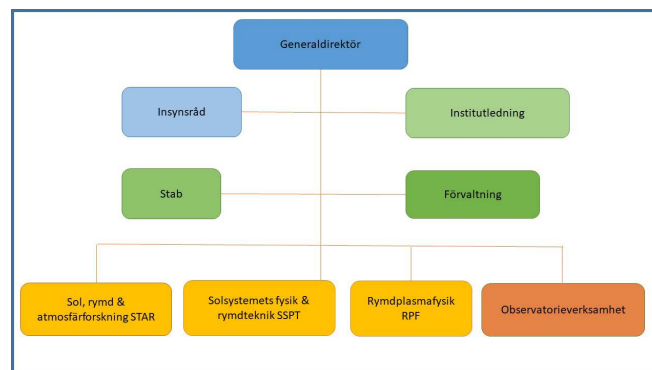 Generaldirektör
Insynsråd
Institutledning
Stab
Förvaltning
Sol, rymd &
atmosfärforskning STAR
Solsystemets fysik &
rymdteknik SSPT
Rymdplasmafysik
RPF
Observatorieverksamhet